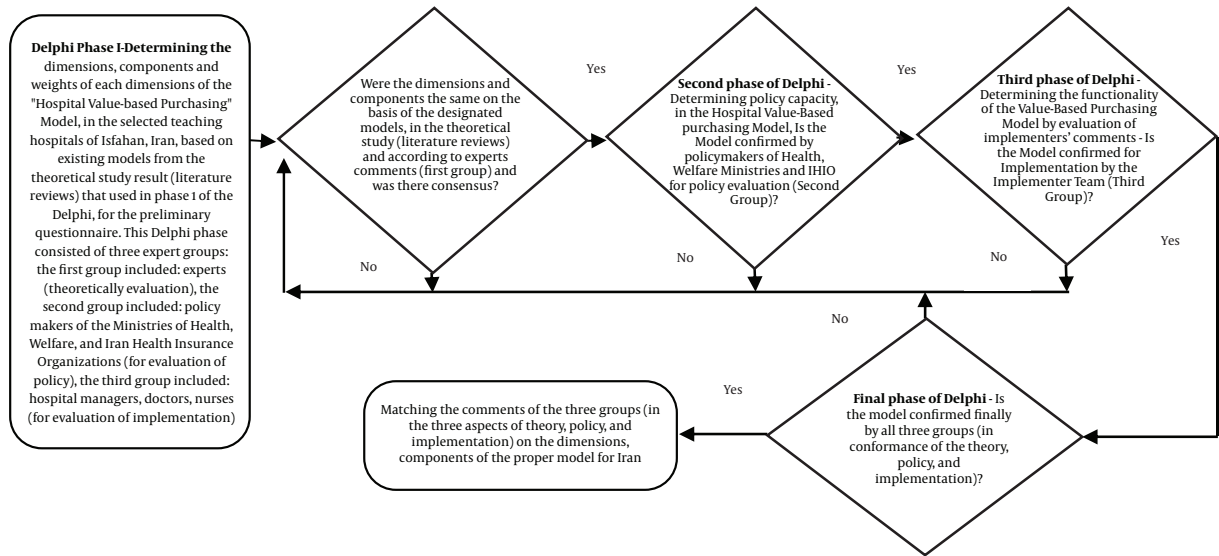 Delphi Phase I-Determining the
dimensions, components and
weights of each dimensions of the
"Hospital Value-based Purchasing"
Model, in the selected teaching
hospitals of Isfahan, Iran, based on
existing models from the
theoretical study result (literature
reviews) that used in phase 1 of the
Delphi, for the preliminary
questionnaire. This Delphi phase
consisted of three expert groups:
the first group included: experts
(theoretically evaluation), the
second group included: policy
makers of the Ministries of Health,
Welfare, and Iran Health Insurance
Organizations (for evaluation of
policy), the third group included:
hospital managers, doctors, nurses
(for evaluation of implementation)
Were the dimensions and
components the same on the
basis of the designated
models, in the theoretical
study (literature reviews)
and according to experts
comments (first group) and
was there consensus?
Yes
No
Second phase of Delphi -
Determining policy capacity,
in the Hospital Value-Based
purchasing Model, Is the
Model confirmed by
policymakers of Health,
Welfare Ministries and IHIO
for policy evaluation (Second
Group)?
Yes
No
Third phase of Delphi -
Determining the functionality
of the Value-Based Purchasing
Model by evaluation of
implementers' comments - Is
the Model confirmed for
Implementation by the
Implementer Team (Third
Group)?
No
Yes
Final phase of Delphi - Is
the model confirmed finally
by all three groups (in
conformance of the theory,
policy, and
implementation)?
No
Yes
Matching the comments of the three groups (in
the three aspects of theory, policy, and
implementation) on the dimensions,
components of the proper model for Iran